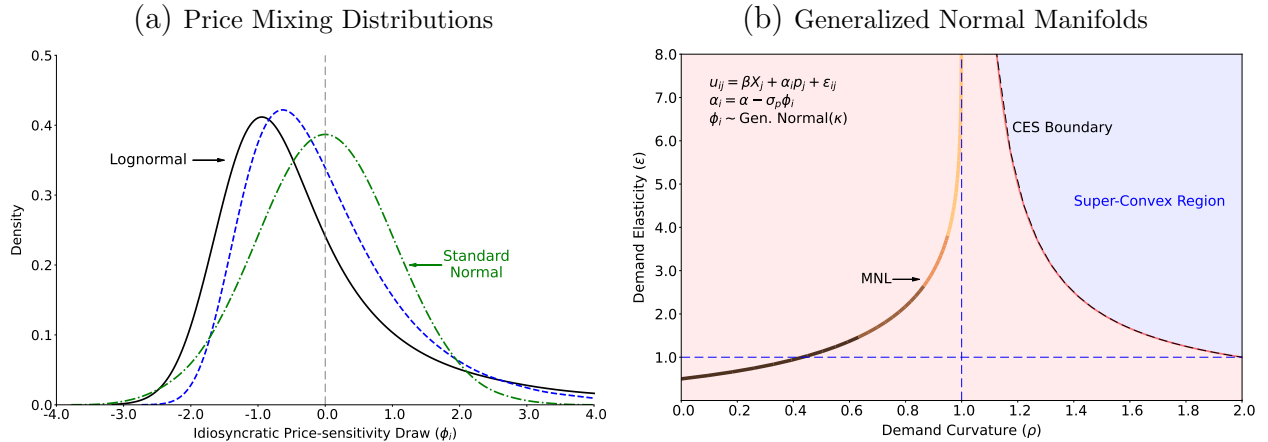 (a) Price Mixing Distributions
0.5
0.4
0.3
0.2
0.1
0.0
Density
Lognormal
Standard
Normal
-4.0 -3.0 -2.0 -1.0 0.0 1.0 2.0 3.0 4.0
Idiosyncratic Price-sensitivity Draw (ϕᵢ)
(b) Generalized Normal Manifolds
8.0
7.0
6.0
5.0
4.0
3.0
2.0
1.0
Demand Elasticity (ε)
uᵢⱼ = βXⱼ + αᵢpⱼ + εᵢⱼ
αᵢ = α − σₚϕᵢ
ϕᵢ ~ Gen. Normal(κ)
CES Boundary
Super-Convex Region
MNL
0.0 0.2 0.4 0.6 0.8 1.0 1.2 1.4 1.6 1.8 2.0
Demand Curvature (ρ)